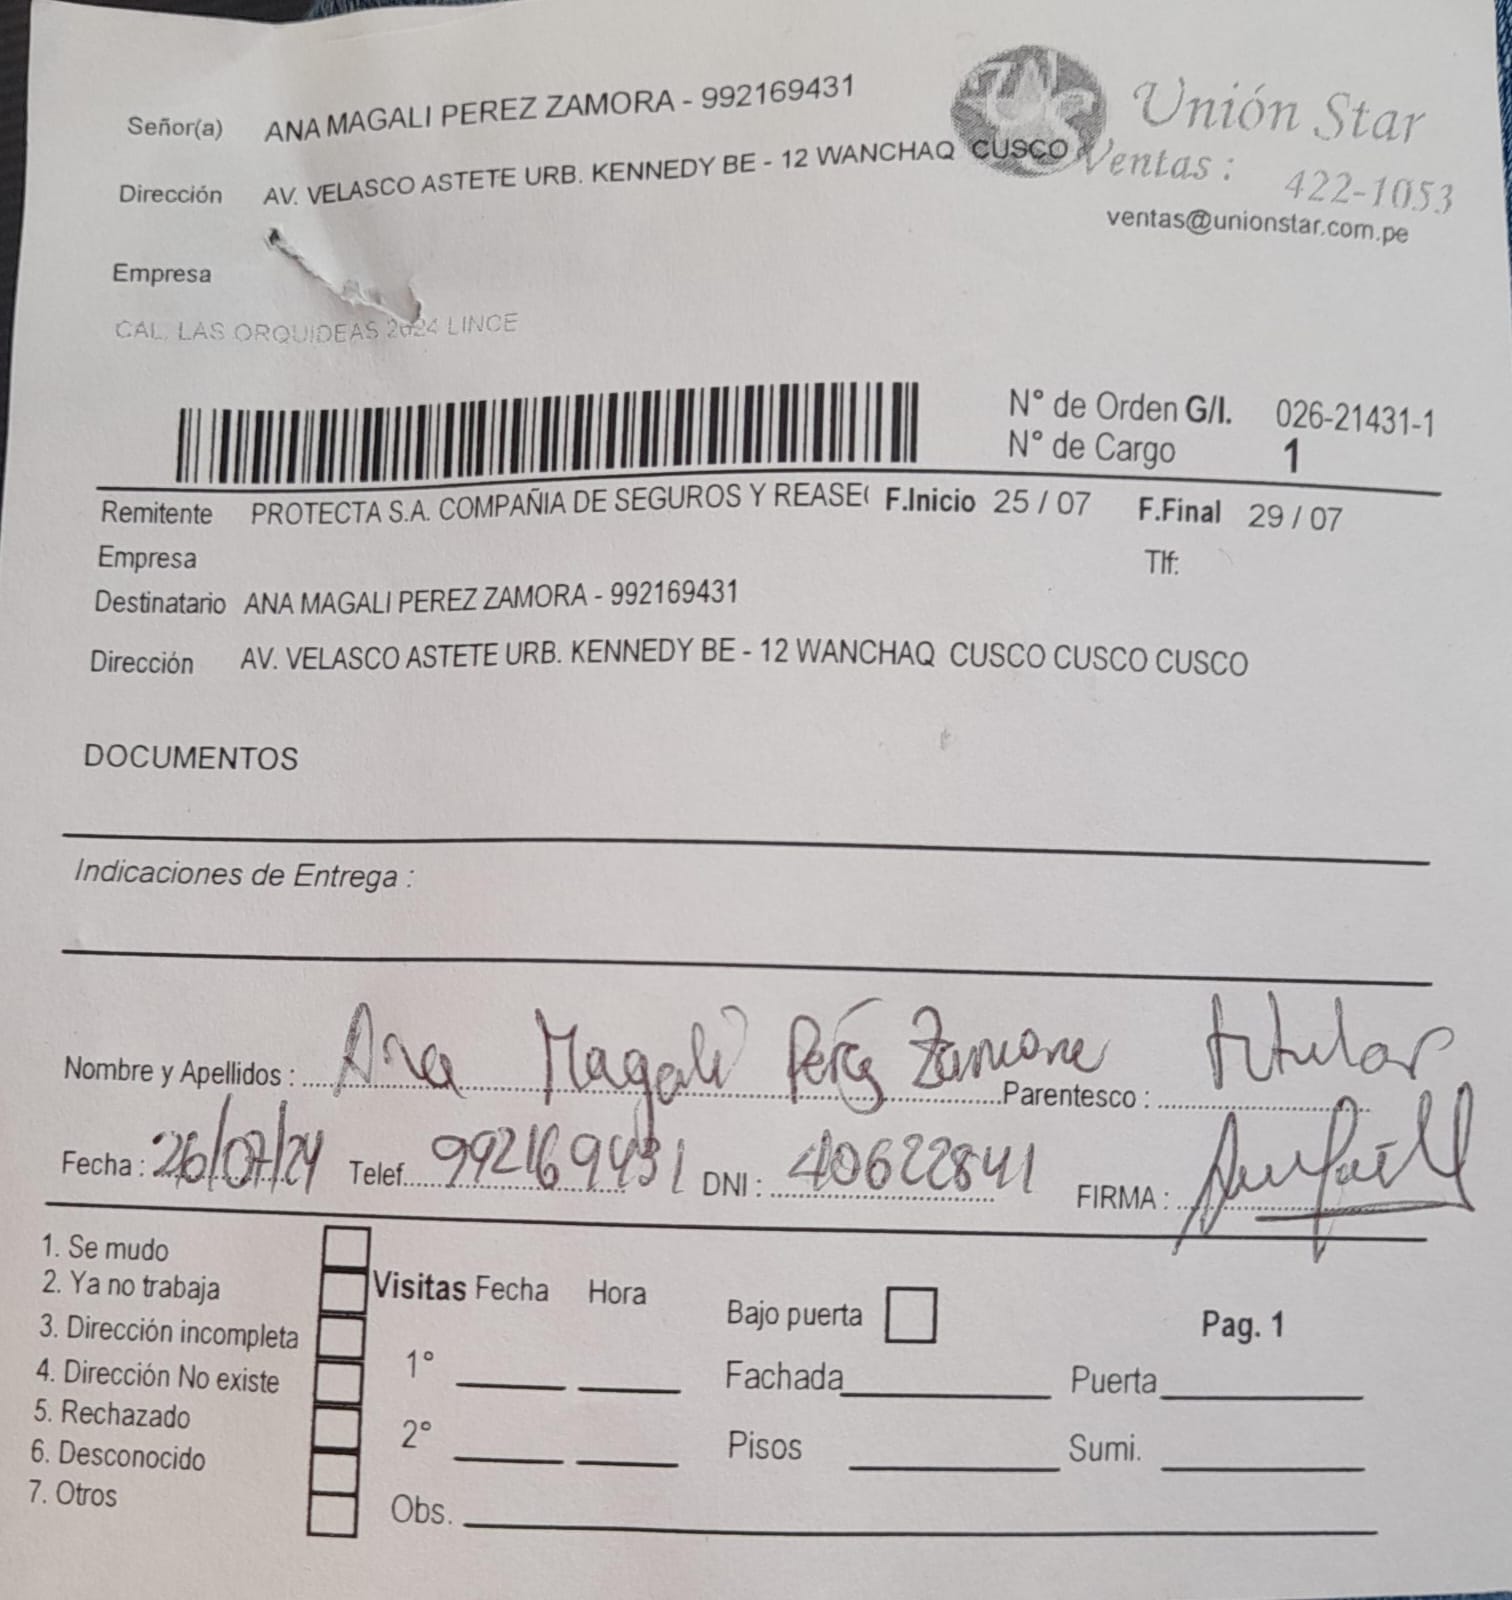 Señor(a) ANA MAGALI PEREZ ZAMORA - 992169431
Unión Star
Dirección AV. VELASCO ASTETE URB. KENNEDY BE - 12 WANCHAQ CUSCO
Ventas : 422-1053
ventas@unionstar.com.pe
Empresa
CAL. LAS ORQUIDEAS 2624 LINCE
N° de Orden G/I. 026-21431-1
N° de Cargo 1
Remitente PROTECTA S.A. COMPAÑIA DE SEGUROS Y REASE( F.Inicio 25 / 07 F.Final 29 / 07
Empresa Tlf:
Destinatario ANA MAGALI PEREZ ZAMORA - 992169431
Dirección AV. VELASCO ASTETE URB. KENNEDY BE - 12 WANCHAQ CUSCO CUSCO CUSCO
DOCUMENTOS
Indicaciones de Entrega :
Nombre y Apellidos : Ana Magali Peréz Zamora Parentesco : titular
Fecha : 26/07/24 Telef. 992169431 DNI : 40622841 FIRMA :
1. Se mudo
2. Ya no trabaja Visitas Fecha Hora Bajo puerta Pag. 1
3. Dirección incompleta
4. Dirección No existe 1° Fachada Puerta
5. Rechazado
6. Desconocido 2° Pisos Sumi.
7. Otros Obs.